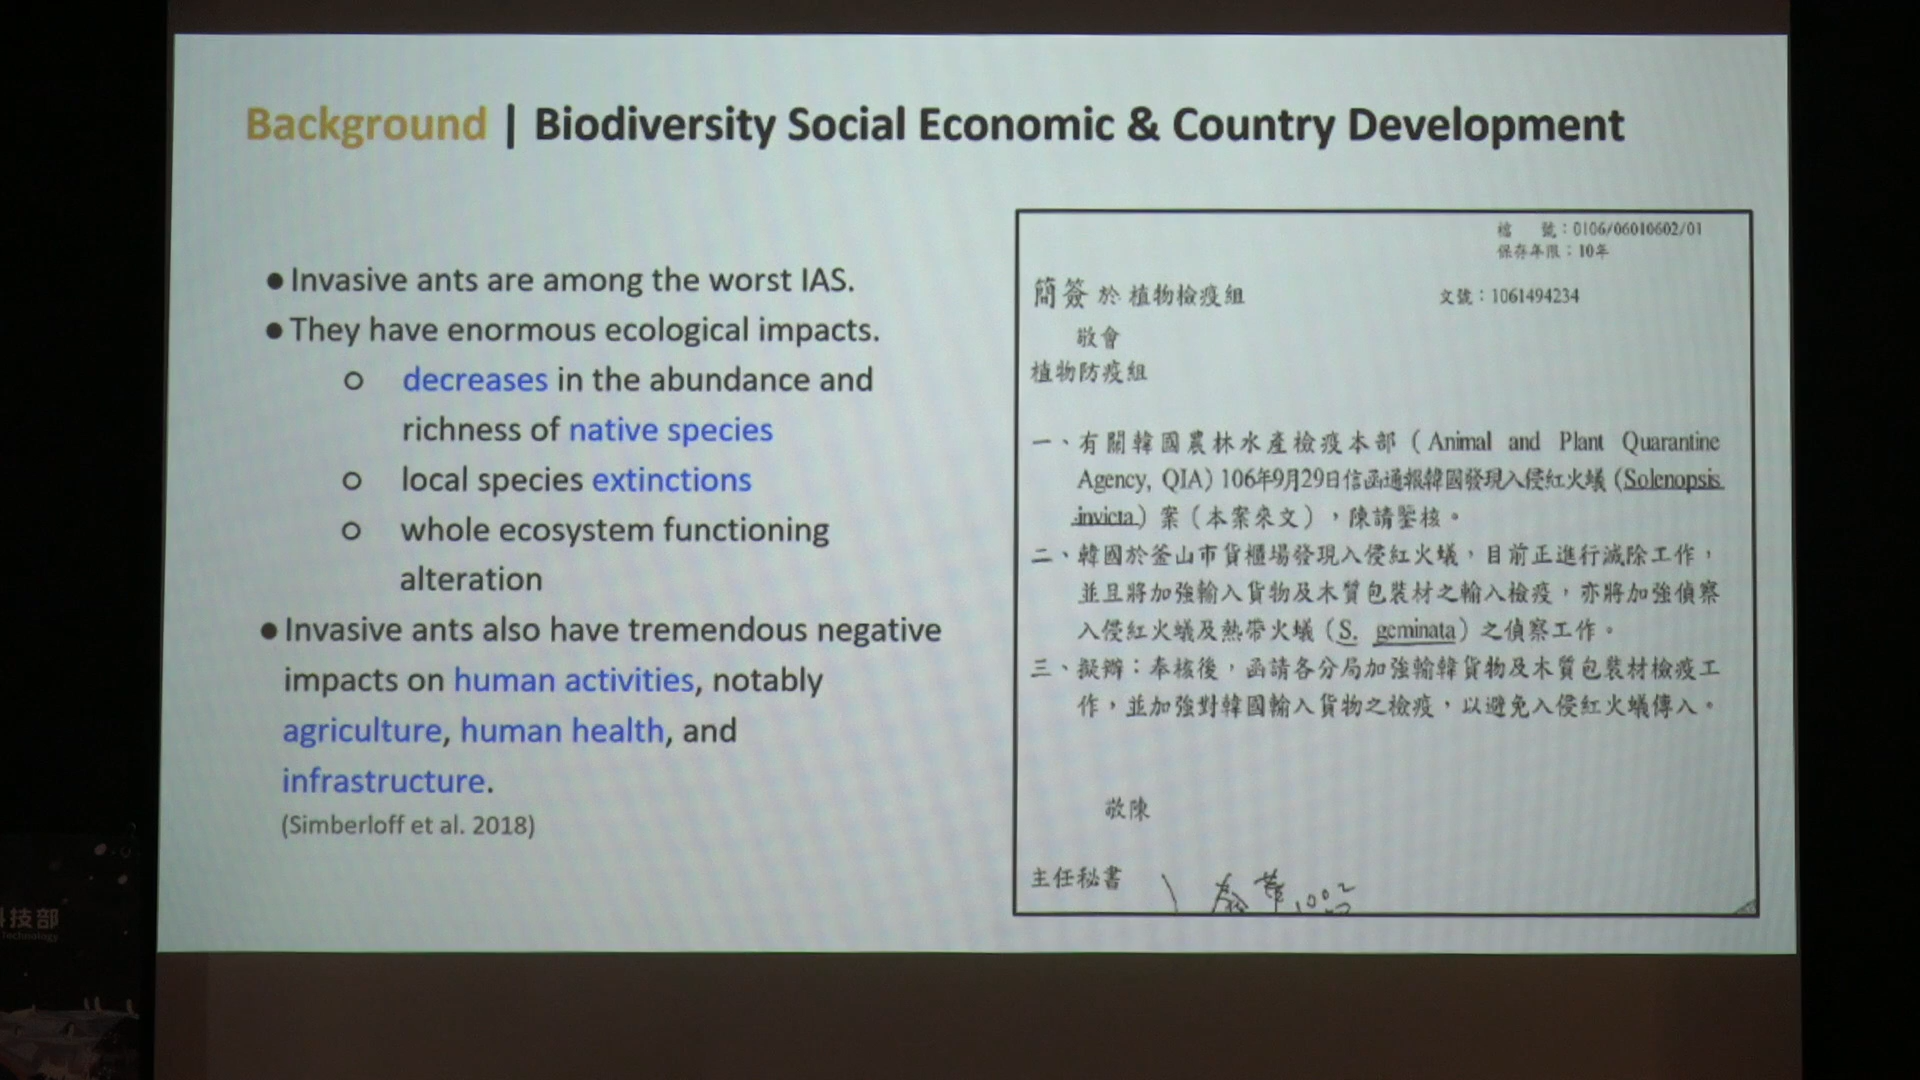 Background | Biodiversity Social Economic & Country Development
● Invasive ants are among the worst IAS.
● They have enormous ecological impacts.
○ decreases in the abundance and
richness of native species
○ local species extinctions
○ whole ecosystem functioning
alteration
● Invasive ants also have tremendous negative
impacts on human activities, notably
agriculture, human health, and
infrastructure.
(Simberloff et al. 2018)
檔 號：0106/06010602/01
保存年限：10年
簡簽 於 植物檢疫組
文號：1061494234
敬會
植物防疫組
一、有關韓國農林水產檢疫本部（Animal and Plant Quarantine
Agency, QIA）106年9月29日信函通報韓國發現入侵紅火蟻（Solenopsis
invicta）案（本案來文），陳請鑒核。
二、韓國於釜山市貨櫃場發現入侵紅火蟻，目前正進行滅除工作，
並且將加強輸入貨物及木質包裝材之輸入檢疫，亦將加強偵察
入侵紅火蟻及熱帶火蟻（S. geminata）之偵察工作。
三、擬辦：奉核後，函請各分局加強輸韓貨物及木質包裝材檢疫工
作，並加強對韓國輸入貨物之檢疫，以避免入侵紅火蟻傳入。
敬陳
主任秘書
技部
Technology